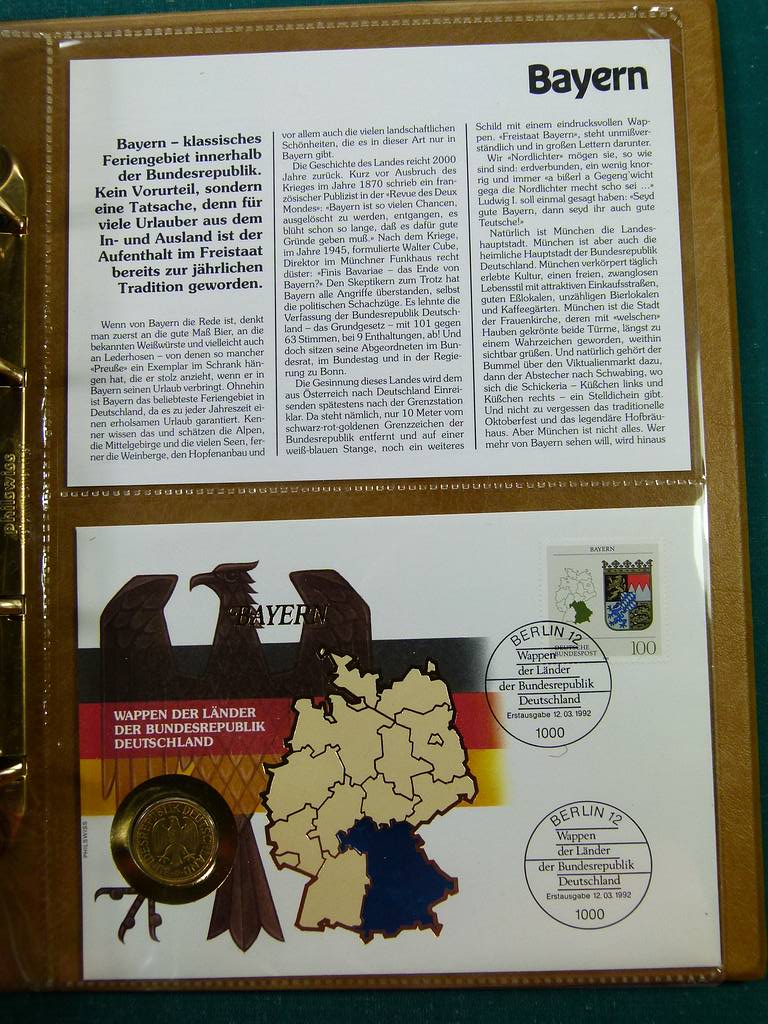 Bayern
Bayern – klassisches
Feriengebiet innerhalb
der Bundesrepublik.
Kein Vorurteil, sondern
eine Tatsache, denn für
viele Urlauber aus dem
In- und Ausland ist der
Aufenthalt im Freistaat
bereits zur jährlichen
Tradition geworden.
Wenn von Bayern die Rede ist, denkt
man zuerst an die gute Maß Bier, an die
bekannten Weißwürste und vielleicht auch
an Lederhosen – von denen so mancher
«Preuße» ein Exemplar im Schrank hän-
gen hat, die er stolz anzieht, wenn er in
Bayern seinen Urlaub verbringt. Ohnehin
ist Bayern das beliebteste Feriengebiet in
Deutschland, da es zu jeder Jahreszeit ei-
nen erholsamen Urlaub garantiert. Ken-
ner wissen das und schätzen die Alpen,
die Mittelgebirge und die vielen Seen, fer-
ner die Weinberge, den Hopfenanbau und
vor allem auch die vielen landschaftlichen
Schönheiten, die es in dieser Art nur in
Bayern gibt.
Die Geschichte des Landes reicht 2000
Jahre zurück. Kurz vor Ausbruch des
Krieges im Jahre 1870 schrieb ein fran-
zösischer Publizist in der «Revue des Deux
Mondes»: «Bayern ist so vielen Chancen,
ausgelöscht zu werden, entgangen, es
blüht schon so lange, daß es dafür gute
Gründe geben muß.» Nach dem Kriege,
im Jahre 1945, formulierte Walter Cube,
Direktor im Münchner Funkhaus recht
düster: «Finis Bavariae – das Ende von
Bayern?» Den Skeptikern zum Trotz hat
Bayern alle Angriffe überstanden, selbst
die politischen Schachzüge. Es lehnte die
Verfassung der Bundesrepublik Deutsch-
land – das Grundgesetz – mit 101 gegen
63 Stimmen, bei 9 Enthaltungen, ab! Und
doch sitzen seine Abgeordneten im Bun-
desrat, im Bundestag und in der Regie-
rung zu Bonn.
Die Gesinnung dieses Landes wird dem
aus Österreich nach Deutschland Einrei-
senden spätestens nach der Grenzstation
klar. Da steht nämlich, nur 10 Meter vom
schwarz-rot-goldenen Grenzzeichen der
Bundesrepublik entfernt und auf einer
weiß-blauen Stange, noch ein weiteres
Schild mit einem eindrucksvollen Wap-
pen. «Freistaat Bayern», steht unmißver-
ständlich und in großen Lettern darunter.
Wir «Nordlichter» mögen sie, so wie
sind sind: erdverbunden, ein wenig knor-
rig und immer «a bißerl a Gegeng'wicht
gega die Nordlichter mecht scho sei ...»
Ludwig I. soll einmal gesagt haben: «Seyd
gute Bayern, dann seyd ihr auch gute
Teutsche!»
Natürlich ist München die Landes-
hauptstadt. München ist aber auch die
heimliche Hauptstadt der Bundesrepublik
Deutschland. München verkörpert täglich
erlebte Kultur, einen freien, zwanglosen
Lebensstil mit attraktiven Einkaufsstraßen,
guten Eßlokalen, unzähligen Bierlokalen
und Kaffeegärten. München ist die Stadt
der Frauenkirche, deren mit «welschen»
Hauben gekrönte beide Türme, längst zu
einem Wahrzeichen geworden, weithin
sichtbar grüßen. Und natürlich gehört der
Bummel über den Viktualienmarkt dazu,
dann der Abstecher nach Schwabing, wo
sich die Schickeria – Küßchen links und
Küßchen rechts – ein Stelldichein gibt.
Und nicht zu vergessen das traditionelle
Oktoberfest und das legendäre Hofbräu-
haus. Aber München ist nicht alles. Wer
mehr von Bayern sehen will, wird hinaus
philswiss
BAYERN
WAPPEN DER LÄNDER
DER BUNDESREPUBLIK
DEUTSCHLAND
PHILSWISS
BUNDESREPUBLIK DEUTSCHLAND
BAYERN
DEUTSCHE
BUNDESPOST
100
BERLIN 12
Wappen
der Länder
der Bundesrepublik
Deutschland
Erstausgabe 12.03.1992
1000
BERLIN 12
Wappen
der Länder
der Bundesrepublik
Deutschland
Erstausgabe 12.03.1992
1000